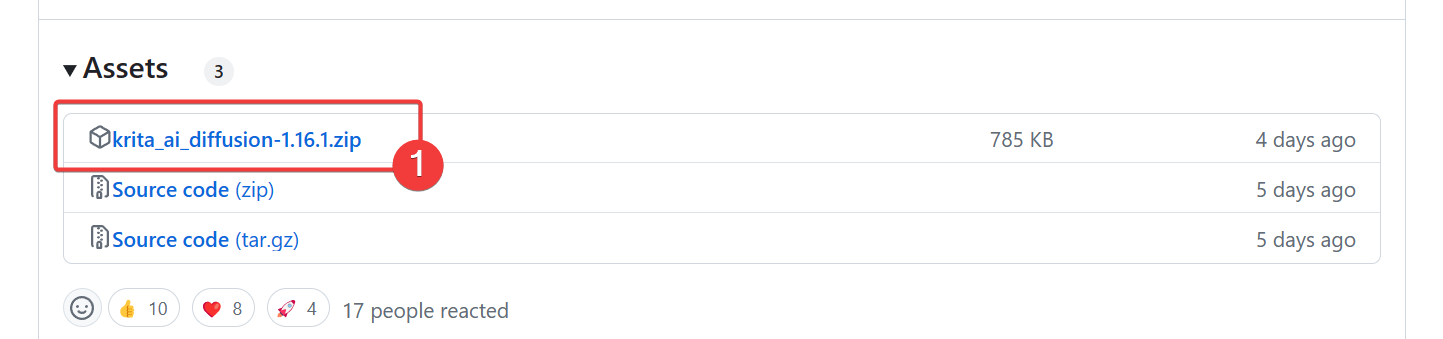 Assets 3
krita_ai_diffusion-1.16.1.zip 785 KB 4 days ago
1
Source code (zip) 5 days ago
Source code (tar.gz) 5 days ago
👍 10 ❤️ 8 🚀 4 17 people reacted